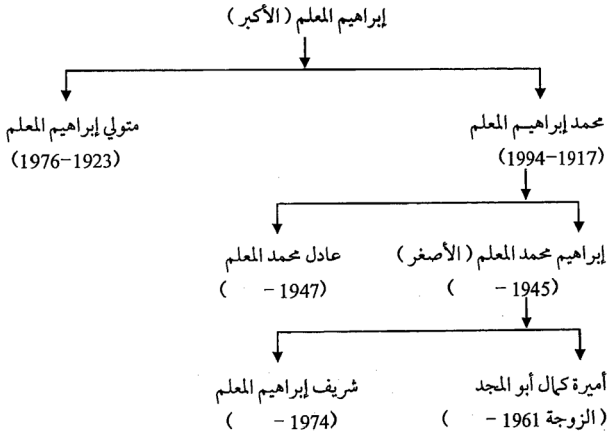 إبراهيم المعلم ( الأكبر )
محمد إبراهيم المعلم
(1917–1994)
متولي إبراهيم المعلم
(1923–1976)
إبراهيم محمد المعلم ( الأصغر )
(1945 – )
عادل محمد المعلم
(1947 – )
أميرة كمال أبو المجد
( الزوجة 1961 – )
شريف إبراهيم المعلم
(1974 – )